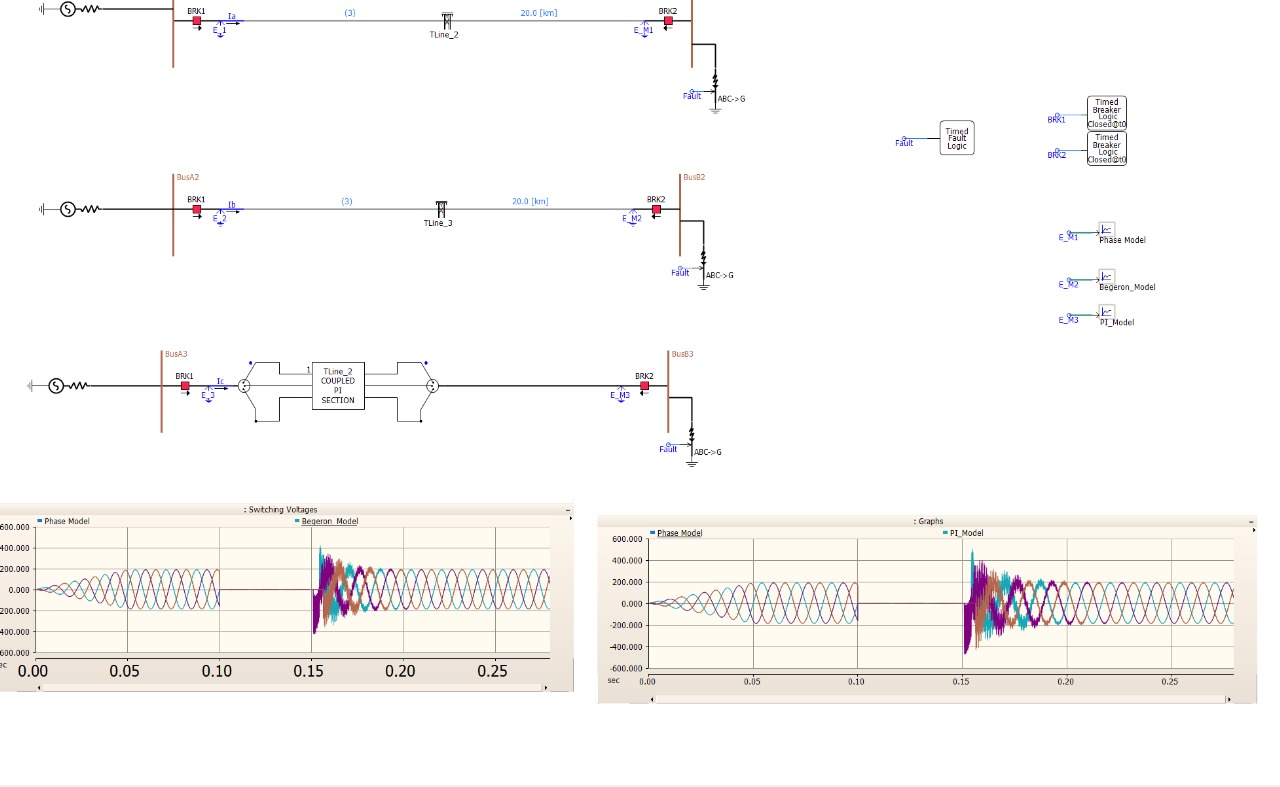 BRK1
Ia
(3)
20.0 [km]
BRK2
E_1
TLine_2
E_M1
Fault
ABC->G
Timed
Fault
Logic
Fault
Timed
Breaker
Logic
Closed@t0
BRK1
Timed
Breaker
Logic
Closed@t0
BRK2
BusA2
BusB2
BRK1
Ib
(3)
20.0 [km]
BRK2
E_2
TLine_3
E_M2
Fault
ABC->G
E_M1
Phase Model
E_M2
Begeron_Model
E_M3
PI_Model
BusA3
BusB3
BRK1
Ic
1
TLine_2
COUPLED
PI
SECTION
BRK2
E_3
E_M3
Fault
ABC->G
: Switching Voltages
Phase Model
Begeron_Model
600.000
400.000
200.000
0.000
-200.000
-400.000
-600.000
sec
0.00
0.05
0.10
0.15
0.20
0.25
: Graphs
Phase Model
PI_Model
600.000
400.000
200.000
0.000
-200.000
-400.000
-600.000
sec
0.00
0.05
0.10
0.15
0.20
0.25